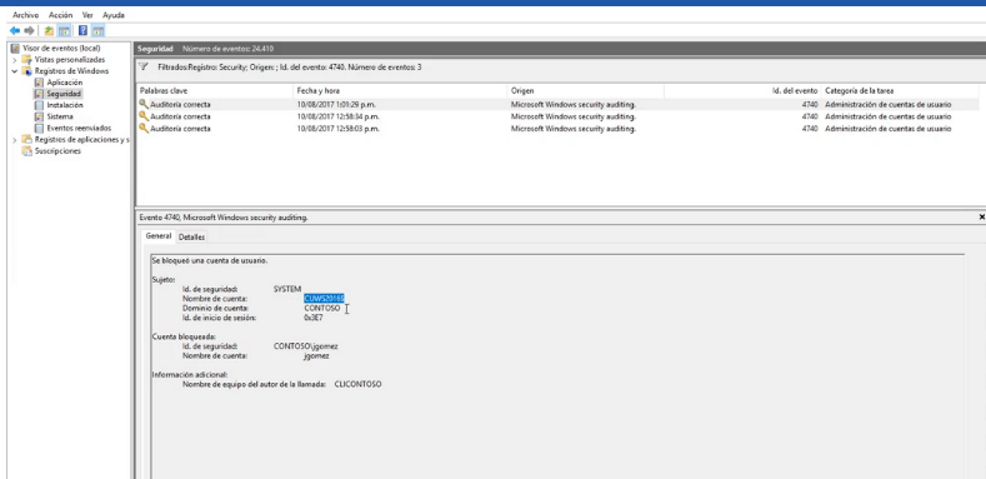 Archivo Acción Ver Ayuda
Visor de eventos (local)
Vistas personalizadas
Registros de Windows
Aplicación
Seguridad
Instalación
Sistema
Eventos reenviados
Registros de aplicaciones y s
Suscripciones
Seguridad Número de eventos: 24.410
Filtrados:Registro: Security; Origen: ; Id. del evento: 4740. Número de eventos: 3
Palabras clave Fecha y hora Origen Id. del evento Categoría de la tarea
Auditoría correcta 10/08/2017 1:01:29 p.m. Microsoft Windows security auditing. 4740 Administración de cuentas de usuario
Auditoría correcta 10/08/2017 12:58:34 p.m. Microsoft Windows security auditing. 4740 Administración de cuentas de usuario
Auditoría correcta 10/08/2017 12:58:03 p.m. Microsoft Windows security auditing. 4740 Administración de cuentas de usuario
Evento 4740, Microsoft Windows security auditing.
General Detalles
Se bloqueó una cuenta de usuario.
Sujeto:
Id. de seguridad: SYSTEM
Nombre de cuenta: CUWS2016$
Dominio de cuenta: CONTOSO
Id. de inicio de sesión: 0x3E7
Cuenta bloqueada:
Id. de seguridad: CONTOSO\jgomez
Nombre de cuenta: jgomez
Información adicional:
Nombre de equipo del autor de la llamada: CLICONTOSO